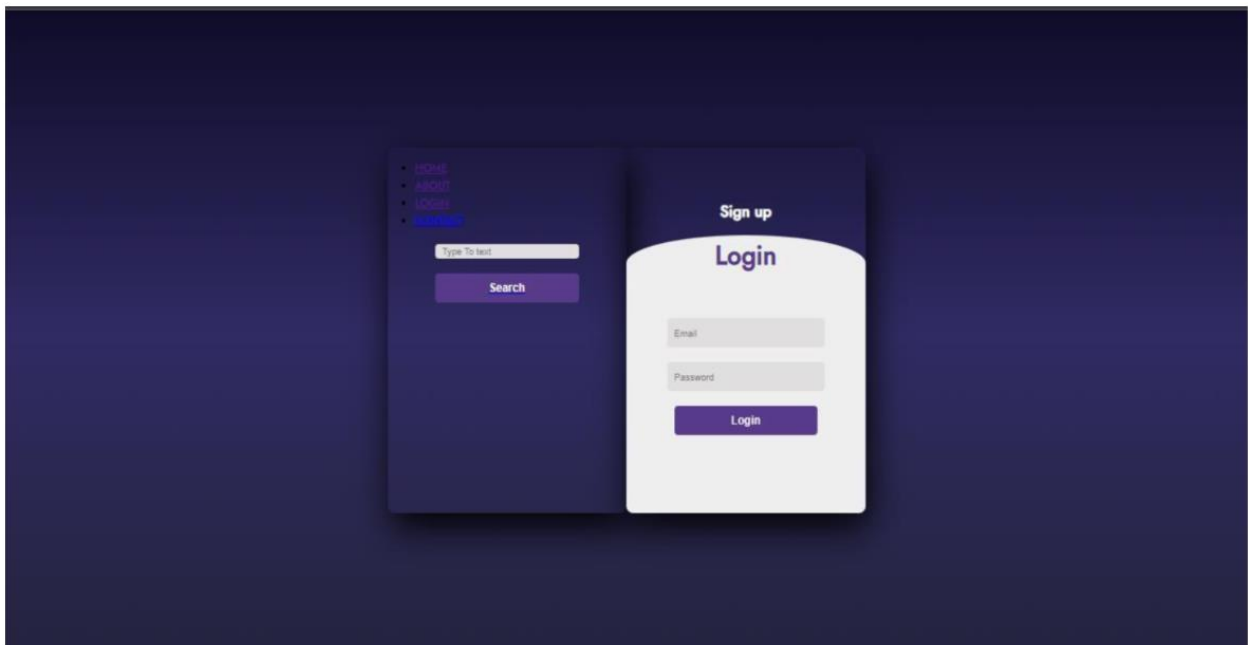 HOME
ABOUT
LOGIN
CONTACT
Type To text
Search
Sign up
Login
Email
Password
Login